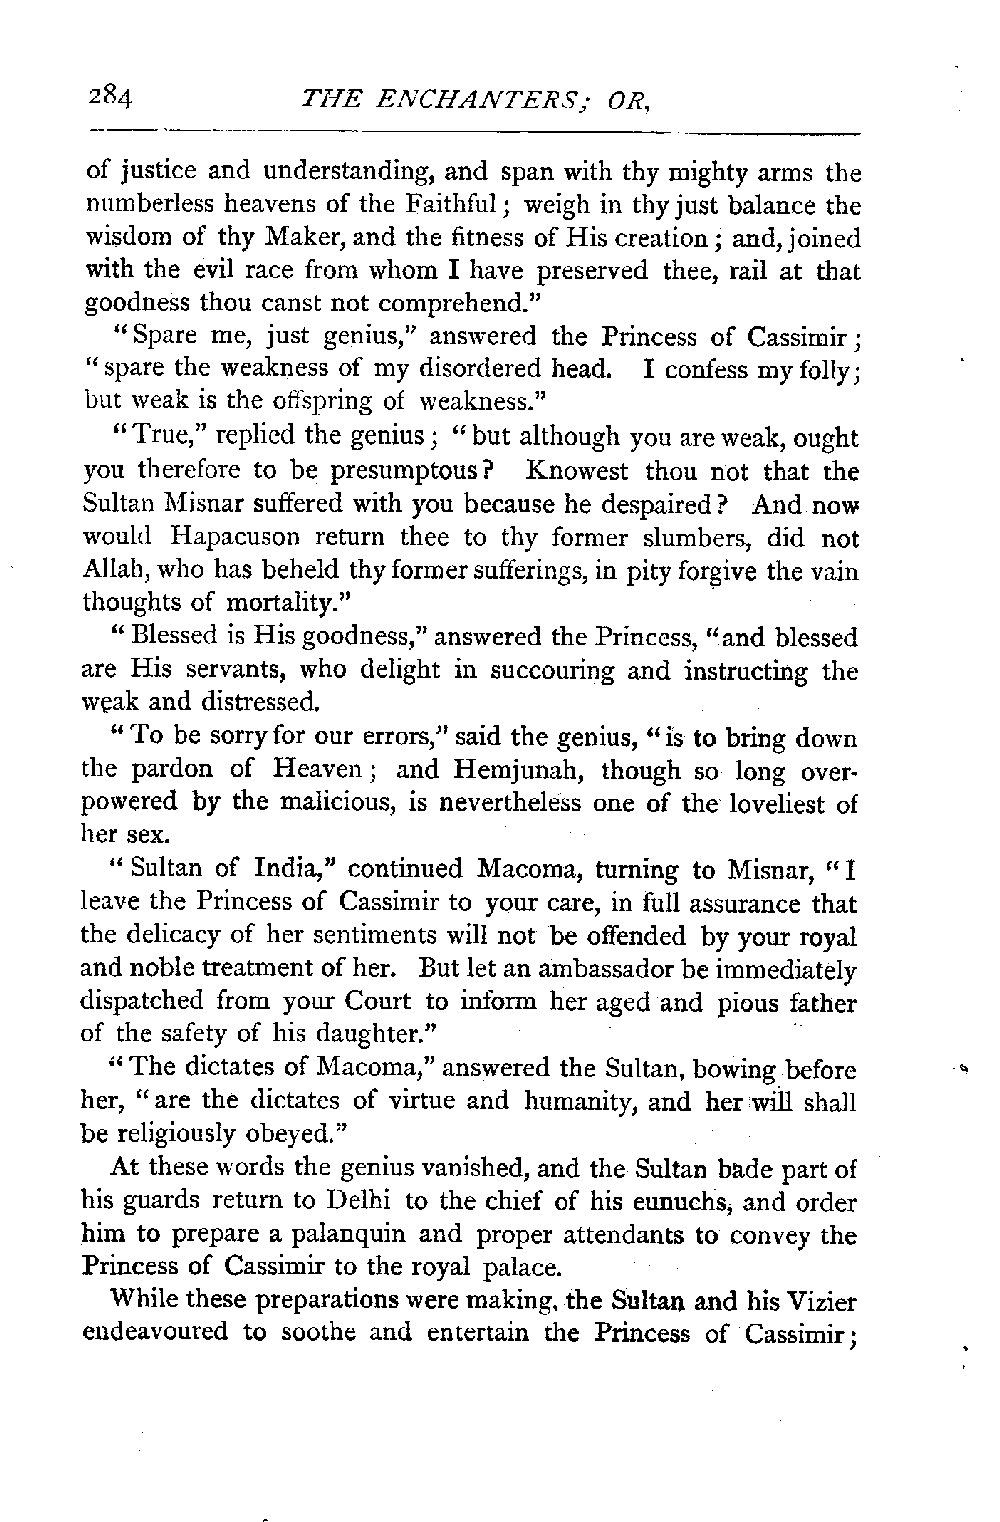 284 THE ENCHANTERS; OR,
of justice and understanding, and span with thy mighty arms the
numberless heavens of the Faithful; weigh in thy just balance the
wisdom of thy Maker, and the fitness of His creation; and, joined
with the evil race from whom I have preserved thee, rail at that
goodness thou canst not comprehend."
"Spare me, just genius," answered the Princess of Cassimir;
"spare the weakness of my disordered head. I confess my folly;
but weak is the offspring of weakness."
"True," replied the genius; "but although you are weak, ought
you therefore to be presumptous? Knowest thou not that the
Sultan Misnar suffered with you because he despaired? And now
would Hapacuson return thee to thy former slumbers, did not
Allah, who has beheld thy former sufferings, in pity forgive the vain
thoughts of mortality."
"Blessed is His goodness," answered the Princess, "and blessed
are His servants, who delight in succouring and instructing the
weak and distressed.
"To be sorry for our errors," said the genius, "is to bring down
the pardon of Heaven; and Hemjunah, though so long over-
powered by the malicious, is nevertheless one of the loveliest of
her sex.
"Sultan of India," continued Macoma, turning to Misnar, "I
leave the Princess of Cassimir to your care, in full assurance that
the delicacy of her sentiments will not be offended by your royal
and noble treatment of her. But let an ambassador be immediately
dispatched from your Court to inform her aged and pious father
of the safety of his daughter."
"The dictates of Macoma," answered the Sultan, bowing before
her, "are the dictates of virtue and humanity, and her will shall
be religiously obeyed."
At these words the genius vanished, and the Sultan bade part of
his guards return to Delhi to the chief of his eunuchs, and order
him to prepare a palanquin and proper attendants to convey the
Princess of Cassimir to the royal palace.
While these preparations were making, the Sultan and his Vizier
endeavoured to soothe and entertain the Princess of Cassimir;